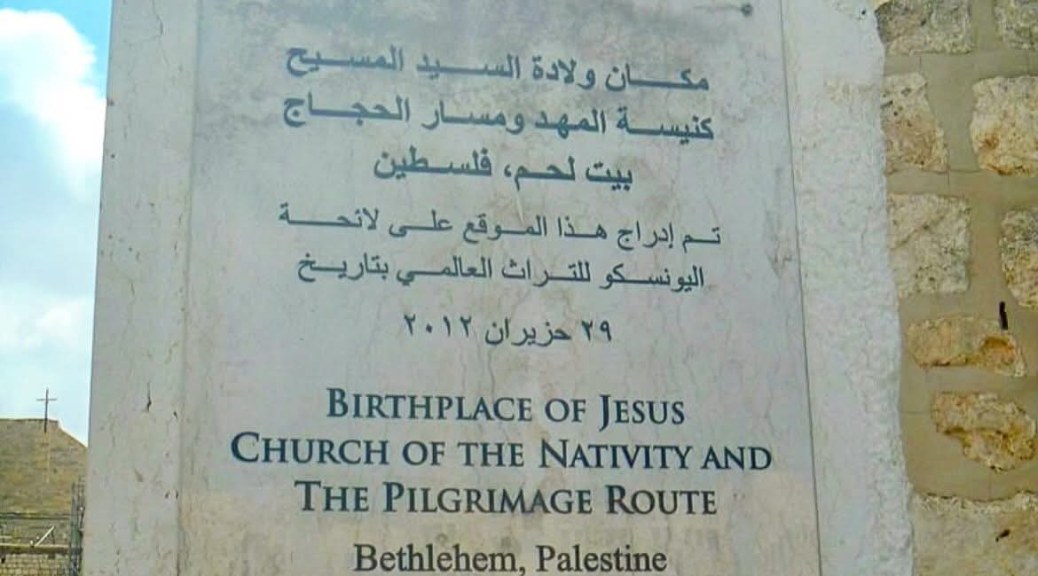 مكان ولادة السيد المسيح
كنيسة المهد ومسار الحجاج
بيت لحم، فلسطين
تم إدراج هذا الموقع على لائحة
اليونسكو للتراث العالمي بتاريخ
٢٩ حزيران ٢٠١٢
BIRTHPLACE OF JESUS
CHURCH OF THE NATIVITY AND
THE PILGRIMAGE ROUTE
Bethlehem, Palestine